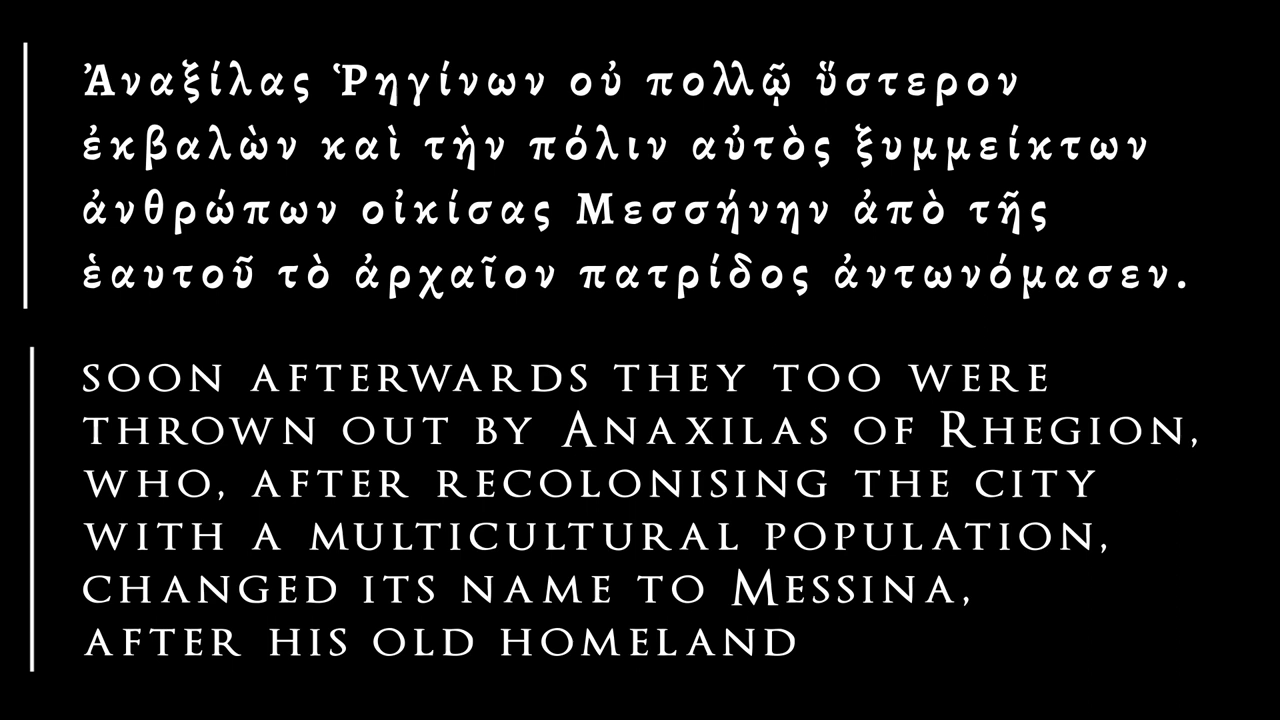 Ἀναξίλας Ῥηγίνων οὐ πολλῷ ὕστερον
ἐκβαλὼν καὶ τὴν πόλιν αὐτὸς ξυμμείκτων
ἀνθρώπων οἰκίσας Μεσσήνην ἀπὸ τῆς
ἑαυτοῦ τὸ ἀρχαῖον πατρίδος ἀντωνόμασεν.
SOON AFTERWARDS THEY TOO WERE
THROWN OUT BY ANAXILAS OF RHEGION,
WHO, AFTER RECOLONISING THE CITY
WITH A MULTICULTURAL POPULATION,
CHANGED ITS NAME TO MESSINA,
AFTER HIS OLD HOMELAND